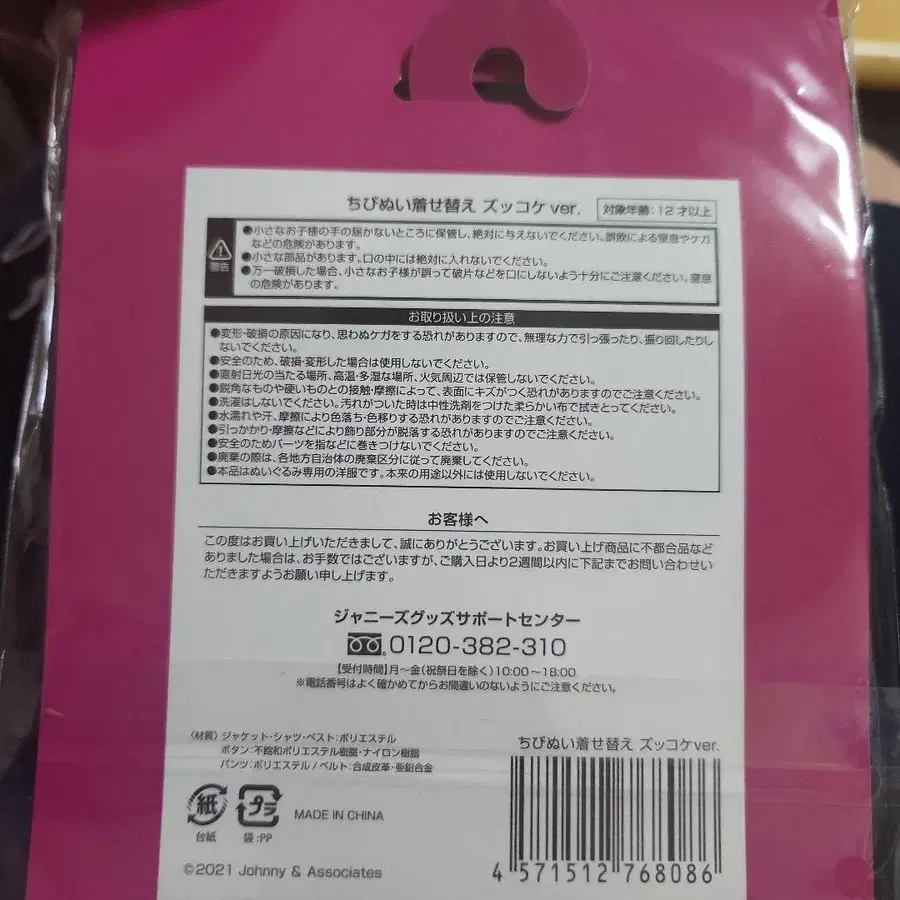 ちびぬい着せ替え ズッコケver.
対象年齢:12才以上
警告
●小さなお子様の手の届かないところに保管し、絶対に与えないでください。誤飲による窒息やケガ
などの危険があります。
●小さな部品があります。口の中には絶対に入れないでください。
●万一破損した場合、小さなお子様が誤って破片などを口にしないよう十分にご注意ください。窒息
の危険があります。
お取り扱い上の注意
●変形・破損の原因になり、思わぬケガをする恐れがありますので、無理な力で引っ張ったり、振り回したりし
ないでください。
●安全のため、破損・変形した場合は使用しないでください。
●直射日光の当たる場所、高温・多湿な場所、火気周辺では保管しないでください。
●鋭角なものや硬いものとの接触・摩擦によって、表面にキズがつく恐れがありますのでご注意ください。
●洗濯はしないでください。汚れがついた時は中性洗剤をつけた柔らかい布で拭きとってください。
●水濡れや汗、摩擦により色落ち・色移りする恐れがありますのでご注意ください。
●引っかかり・摩擦などにより飾り部分が脱落する恐れがありますのでご注意ください。
●安全のためパーツを指などに巻きつけないでください。
●廃棄の際は、各地方自治体の廃棄区分に従って廃棄してください。
●本品はぬいぐるみ専用の洋服です。本来の用途以外には使用しないでください。
お客様へ
この度はお買い上げいただきまして、誠にありがとうございます。お買い上げ商品に不都合品など
ありました場合は、お手数ではございますが、ご購入日より2週間以内に下記までお問い合わせい
ただきますようお願い申し上げます。
ジャニーズグッズサポートセンター
0120-382-310
【受付時間】月～金(祝祭日を除く)10:00～18:00
※電話番号はよく確かめてからお間違いのないようにご注意ください。
〈材質〉ジャケット・シャツ・ベスト:ポリエステル
ボタン:不飽和ポリエステル樹脂・ナイロン樹脂
パンツ:ポリエステル/ベルト:合成皮革・亜鉛合金
紙
台紙
プラ
袋:PP
MADE IN CHINA
©2021 Johnny & Associates
ちびぬい着せ替え ズッコケver.
4 571512 768086